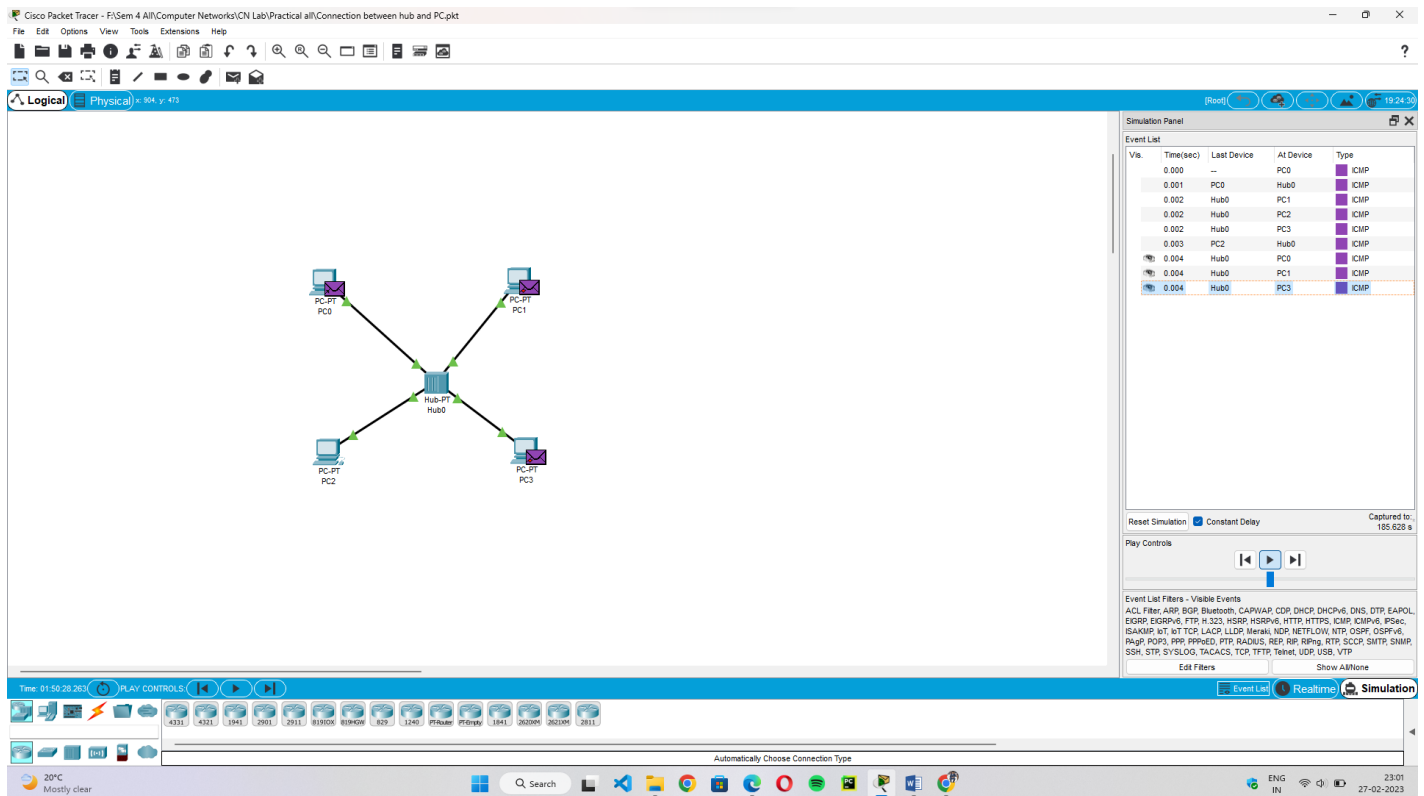 Cisco Packet Tracer - F:\Sem 4 All\Computer Networks\CN Lab\Practical all\Connection between hub and PC.pkt
File Edit Options View Tools Extensions Help
?
Logical Physical x: 904, y: 473 [Root] 19:24:30
Simulation Panel
Event List
Vis. Time(sec) Last Device At Device Type
0.000 -- PC0 ICMP
0.001 PC0 Hub0 ICMP
0.002 Hub0 PC1 ICMP
0.002 Hub0 PC2 ICMP
0.002 Hub0 PC3 ICMP
0.003 PC2 Hub0 ICMP
0.004 Hub0 PC0 ICMP
0.004 Hub0 PC1 ICMP
0.004 Hub0 PC3 ICMP
PC-PT
PC0
PC-PT
PC1
Hub-PT
Hub0
PC-PT
PC2
PC-PT
PC3
Reset Simulation Constant Delay Captured to:
185.628 s
Play Controls
Event List Filters - Visible Events
ACL Filter, ARP, BGP, Bluetooth, CAPWAP, CDP, DHCP, DHCPv6, DNS, DTP, EAPOL,
EIGRP, EIGRPv6, FTP, H.323, HSRP, HSRPv6, HTTP, HTTPS, ICMP, ICMPv6, IPSec,
ISAKMP, IoT, IoT TCP, LACP, LLDP, Meraki, NDP, NETFLOW, NTP, OSPF, OSPFv6,
PAgP, POP3, PPP, PPPoED, PTP, RADIUS, REP, RIP, RIPng, RTP, SCCP, SMTP, SNMP,
SSH, STP, SYSLOG, TACACS, TCP, TFTP, Telnet, UDP, USB, VTP
Edit Filters Show All/None
Time: 01:50:28.263 PLAY CONTROLS: Event List Realtime Simulation
4331 4321 1941 2901 2911 819IOX 819HGW 829 1240 PT-Router PT-Empty 1841 2620XM 2621XM 2811
Automatically Choose Connection Type
20°C
Mostly clear
Search
ENG
IN
23:01
27-02-2023